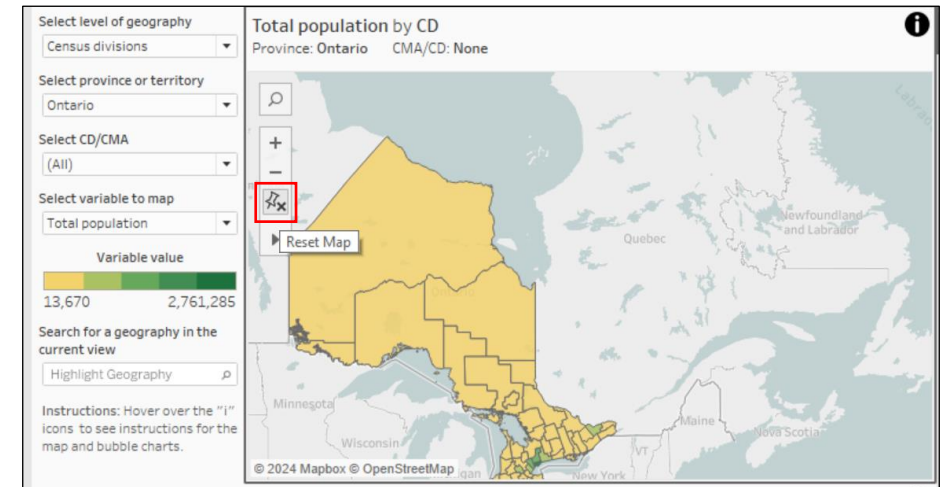 Select level of geography
Census divisions
Select province or territory
Ontario
Select CD/CMA
(All)
Select variable to map
Total population
Variable value
13,670 2,761,285
Search for a geography in the
current view
Highlight Geography
Instructions: Hover over the "i"
icons to see instructions for the
map and bubble charts.
Total population by CD
Province: Ontario CMA/CD: None
i
+
−
Reset Map
Newfoundland
and Labrador
Quebec
Minnesota
Maine
Nova Scotia
Wisconsin
VT
New York
© 2024 Mapbox © OpenStreetMap